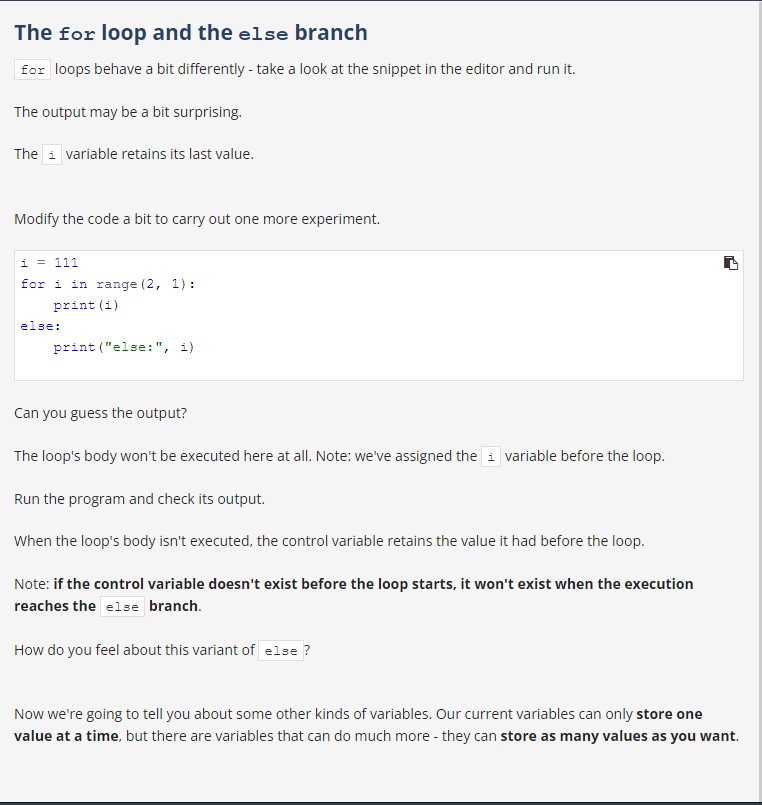 The for loop and the else branch
for loops behave a bit differently - take a look at the snippet in the editor and run it.
The output may be a bit surprising.
The i variable retains its last value.
Modify the code a bit to carry out one more experiment.
i = 111
for i in range(2, 1):
    print(i)
else:
    print("else:", i)
Can you guess the output?
The loop's body won't be executed here at all. Note: we've assigned the i variable before the loop.
Run the program and check its output.
When the loop's body isn't executed, the control variable retains the value it had before the loop.
Note: if the control variable doesn't exist before the loop starts, it won't exist when the execution
reaches the else branch.
How do you feel about this variant of else?
Now we're going to tell you about some other kinds of variables. Our current variables can only store one
value at a time, but there are variables that can do much more - they can store as many values as you want.